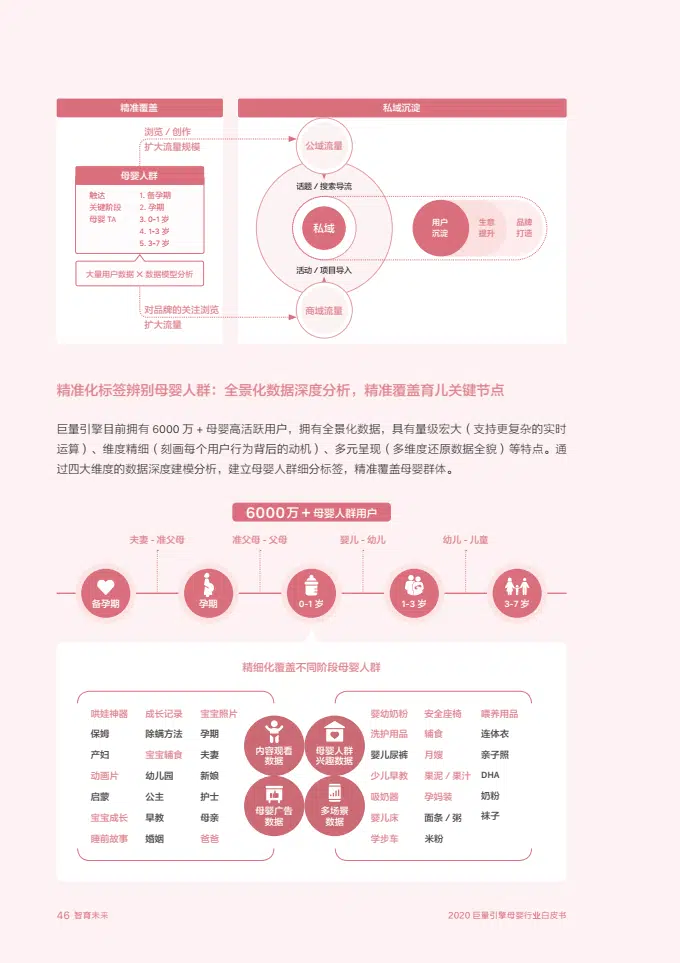 精准覆盖
私域沉淀
浏览 / 创作
扩大流量规模
公域流量
母婴人群
触达
关键阶段
母婴 TA
1. 备孕期
2. 孕期
3. 0-1 岁
4. 1-3 岁
5. 3-7 岁
话题 / 搜索导流
私域
用户
沉淀
生意
提升
品牌
打造
大量用户数据 × 数据模型分析
活动 / 项目导入
对品牌的关注浏览
扩大流量
商域流量
精准化标签辨别母婴人群：全景化数据深度分析，精准覆盖育儿关键节点
巨量引擎目前拥有 6000 万 + 母婴高活跃用户，拥有全景化数据，具有量级宏大（支持更复杂的实时
运算）、维度精细（刻画每个用户行为背后的动机）、多元呈现（多维度还原数据全貌）等特点。通
过四大维度的数据深度建模分析，建立母婴人群细分标签，精准覆盖母婴群体。
6000万+母婴人群用户
夫妻 - 准父母
准父母 - 父母
婴儿 - 幼儿
幼儿 - 儿童
备孕期
孕期
0-1 岁
1-3 岁
3-7 岁
精细化覆盖不同阶段母婴人群
哄娃神器 成长记录 宝宝照片
保姆 除螨方法 孕期
产妇 宝宝辅食 夫妻
动画片 幼儿园 新娘
启蒙 公主 护士
宝宝成长 早教 母亲
睡前故事 婚姻 爸爸
内容观看
数据
母婴人群
兴趣数据
母婴广告
数据
多场景
数据
婴幼奶粉 安全座椅 喂养用品
洗护用品 辅食 连体衣
婴儿尿裤 月嫂 亲子照
少儿早教 果泥 / 果汁 DHA
吸奶器 孕妈装 奶粉
婴儿床 面条 / 粥 袜子
学步车 米粉
46 智育未来
2020 巨量引擎母婴行业白皮书